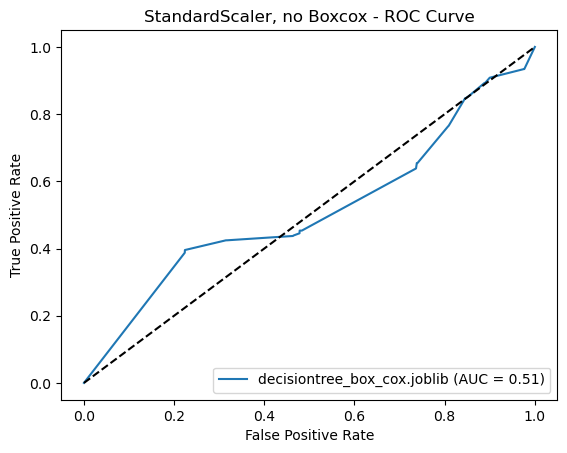 StandardScaler, no Boxcox - ROC Curve
True Positive Rate
1.0
0.8
0.6
0.4
0.2
0.0
decisiontree_box_cox.joblib (AUC = 0.51)
0.0 0.2 0.4 0.6 0.8 1.0
False Positive Rate